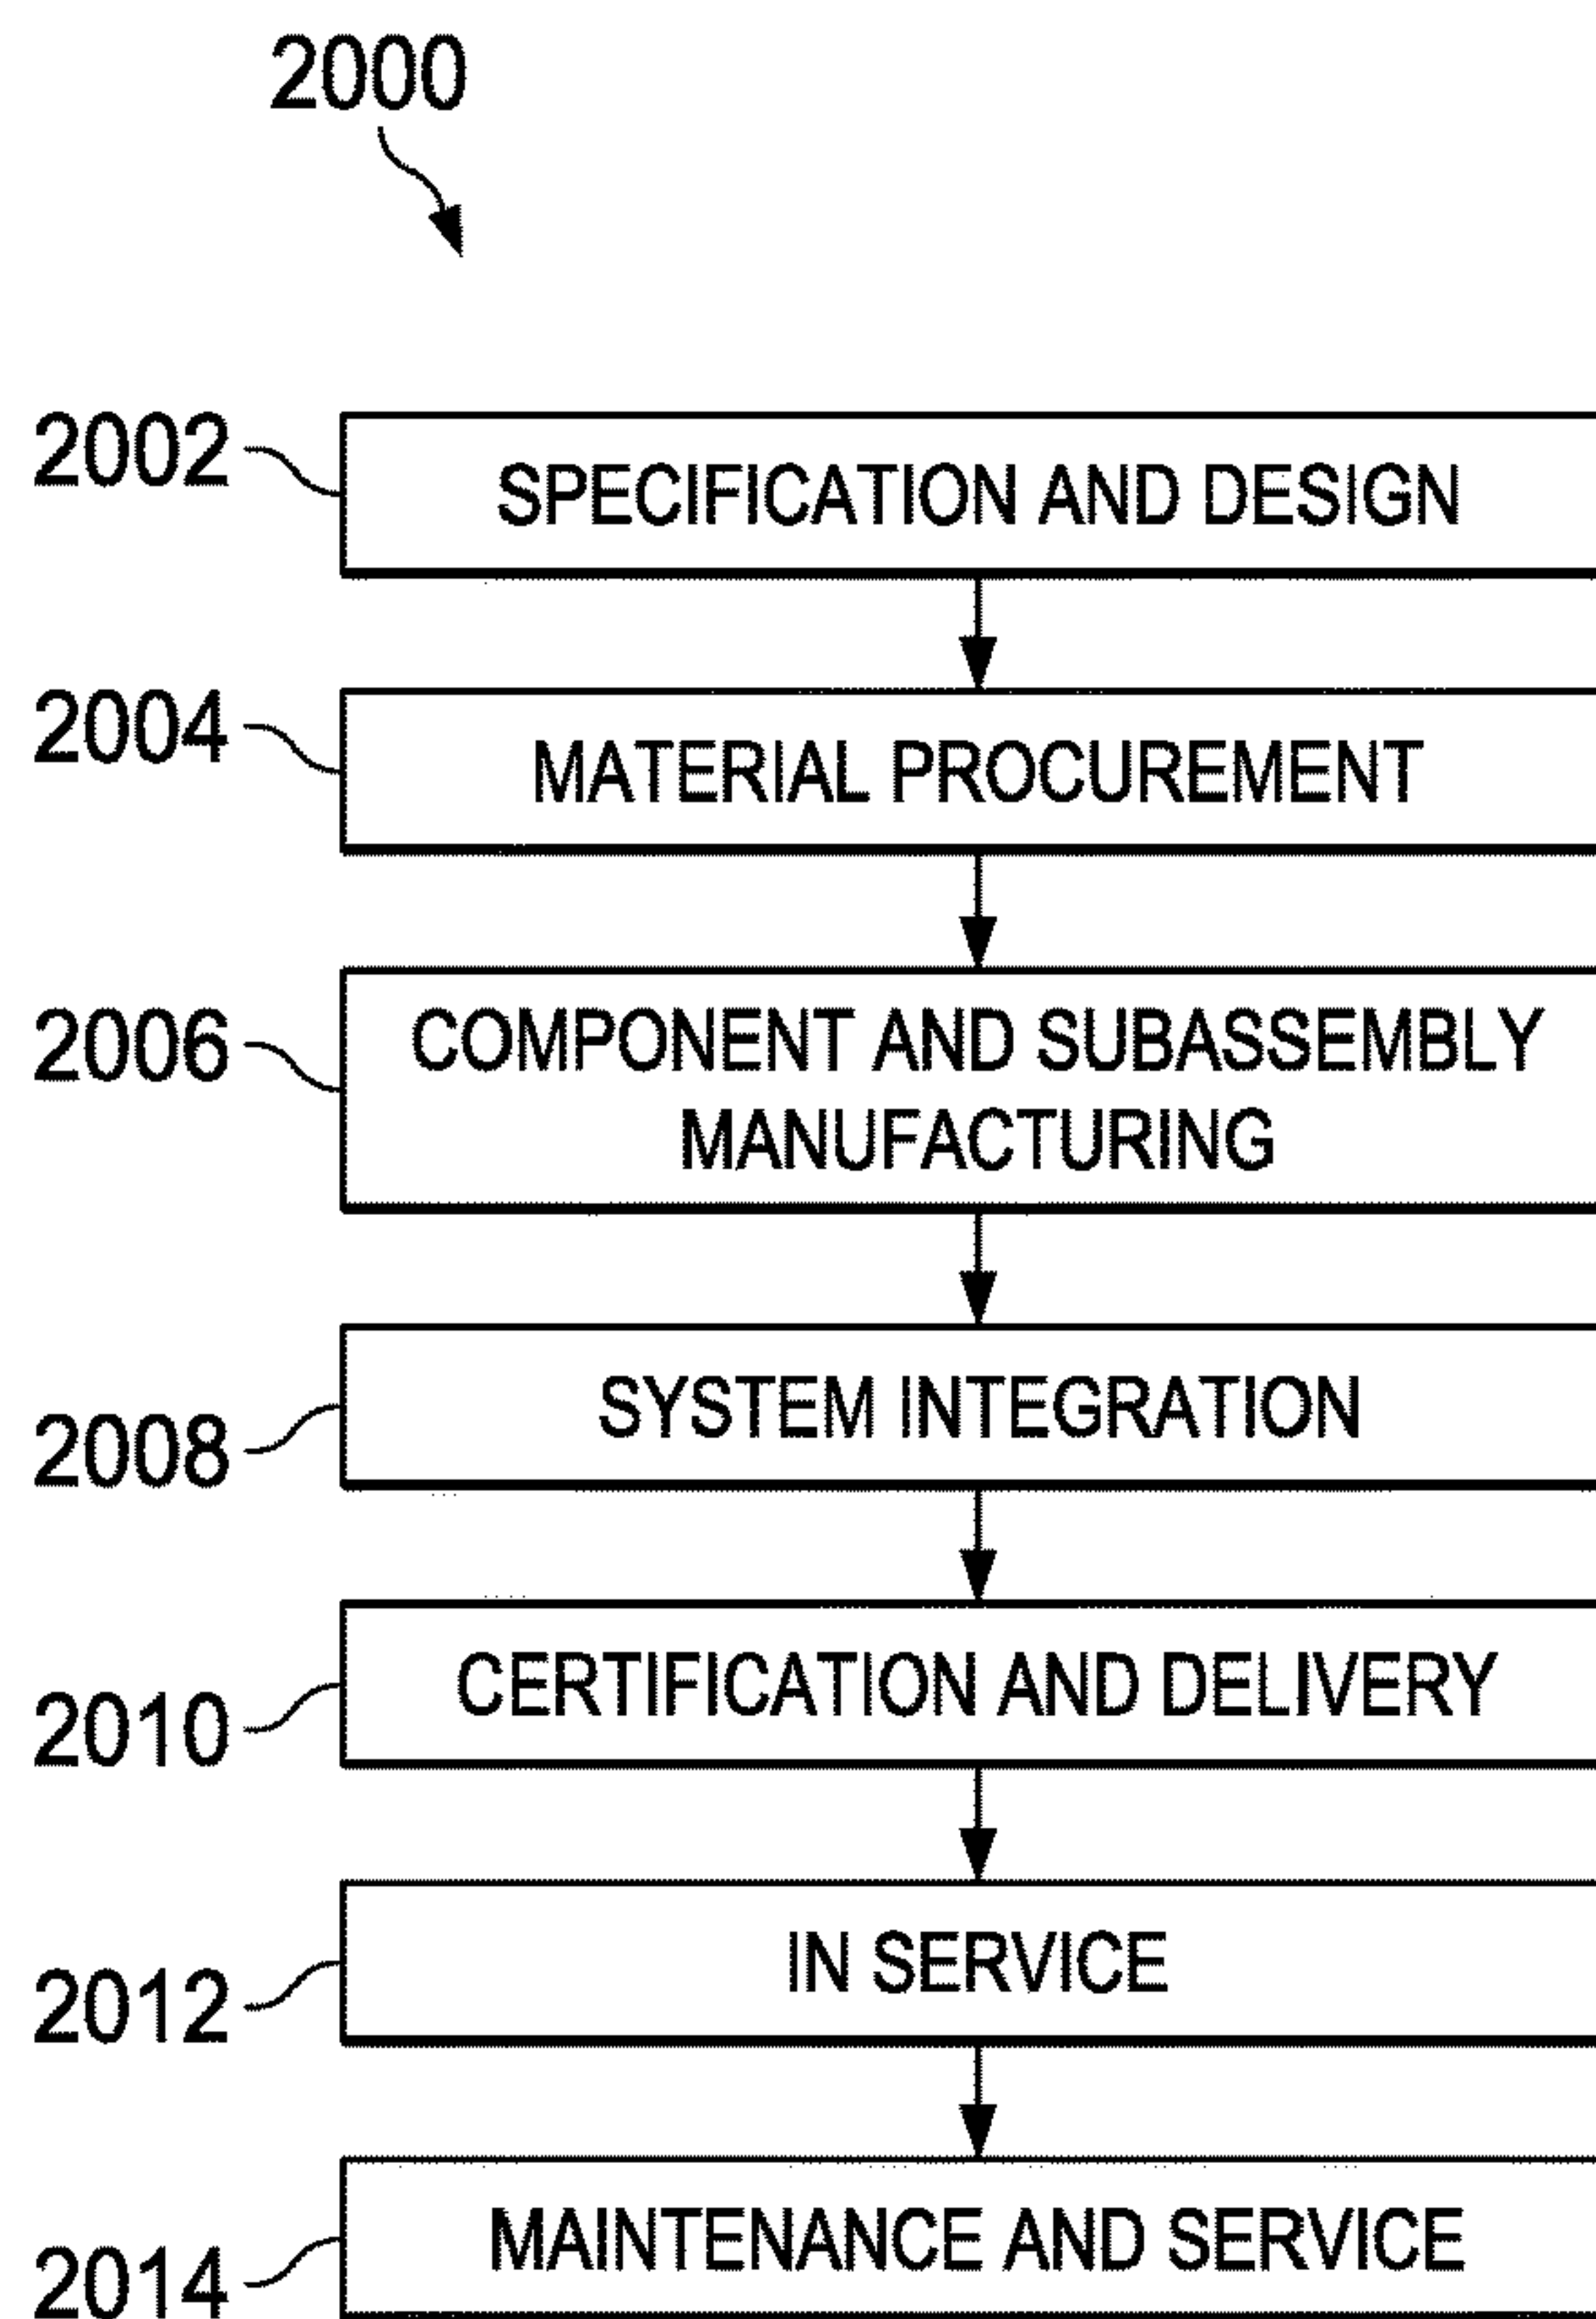 2000
2002
SPECIFICATION AND DESIGN
2004
MATERIAL PROCUREMENT
2006
COMPONENT AND SUBASSEMBLY
MANUFACTURING
2008
SYSTEM INTEGRATION
2010
CERTIFICATION AND DELIVERY
2012
IN SERVICE
2014
MAINTENANCE AND SERVICE